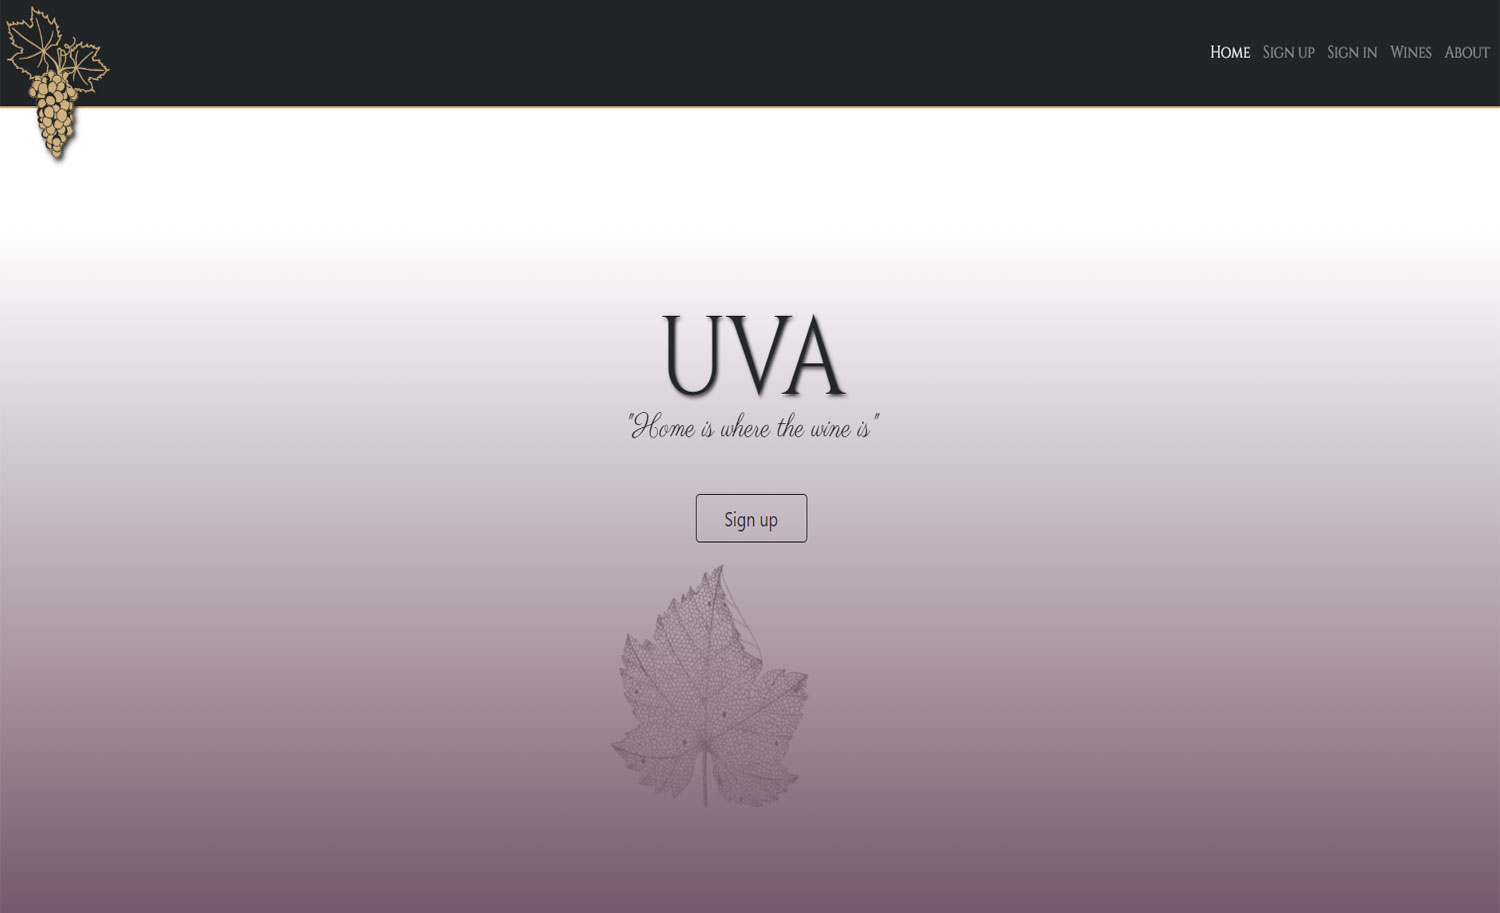 Home Sign up Sign in Wines About
UVA
"Home is where the wine is"
Sign up